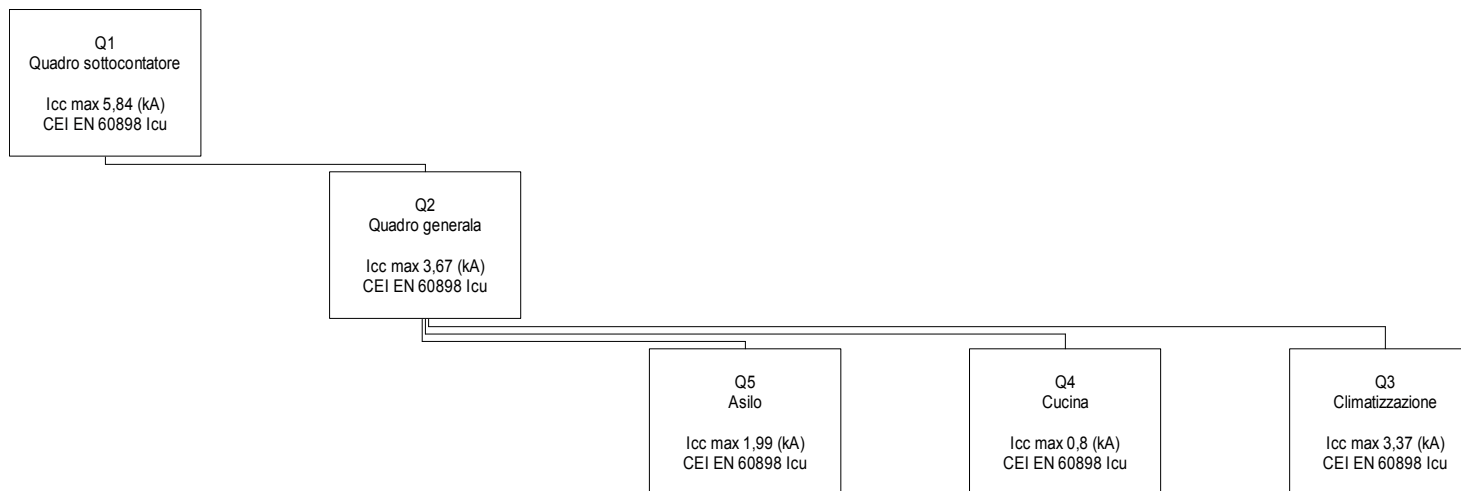 Q1
Quadro sottocontatore
Icc max 5,84 (kA)
CEI EN 60898 Icu
Q2
Quadro generala
Icc max 3,67 (kA)
CEI EN 60898 Icu
Q5
Asilo
Icc max 1,99 (kA)
CEI EN 60898 Icu
Q4
Cucina
Icc max 0,8 (kA)
CEI EN 60898 Icu
Q3
Climatizzazione
Icc max 3,37 (kA)
CEI EN 60898 Icu